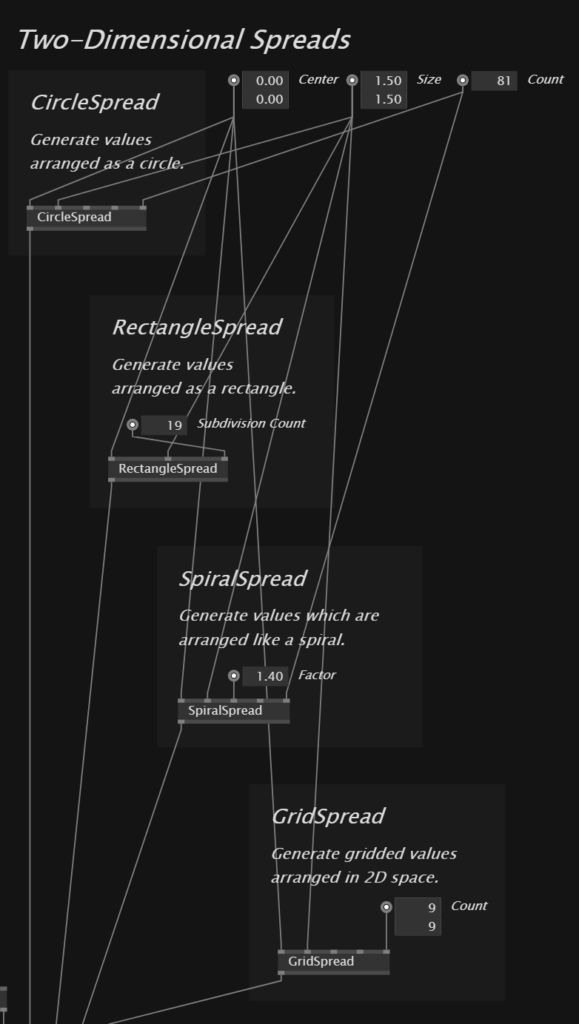 Two-Dimensional Spreads
0.00 Center 1.50 Size 81 Count
0.00 1.50
CircleSpread
Generate values
arranged as a circle.
CircleSpread
RectangleSpread
Generate values
arranged as a rectangle.
19 Subdivision Count
RectangleSpread
SpiralSpread
Generate values which are
arranged like a spiral.
1.40 Factor
SpiralSpread
GridSpread
Generate gridded values
arranged in 2D space.
9 Count
9
GridSpread